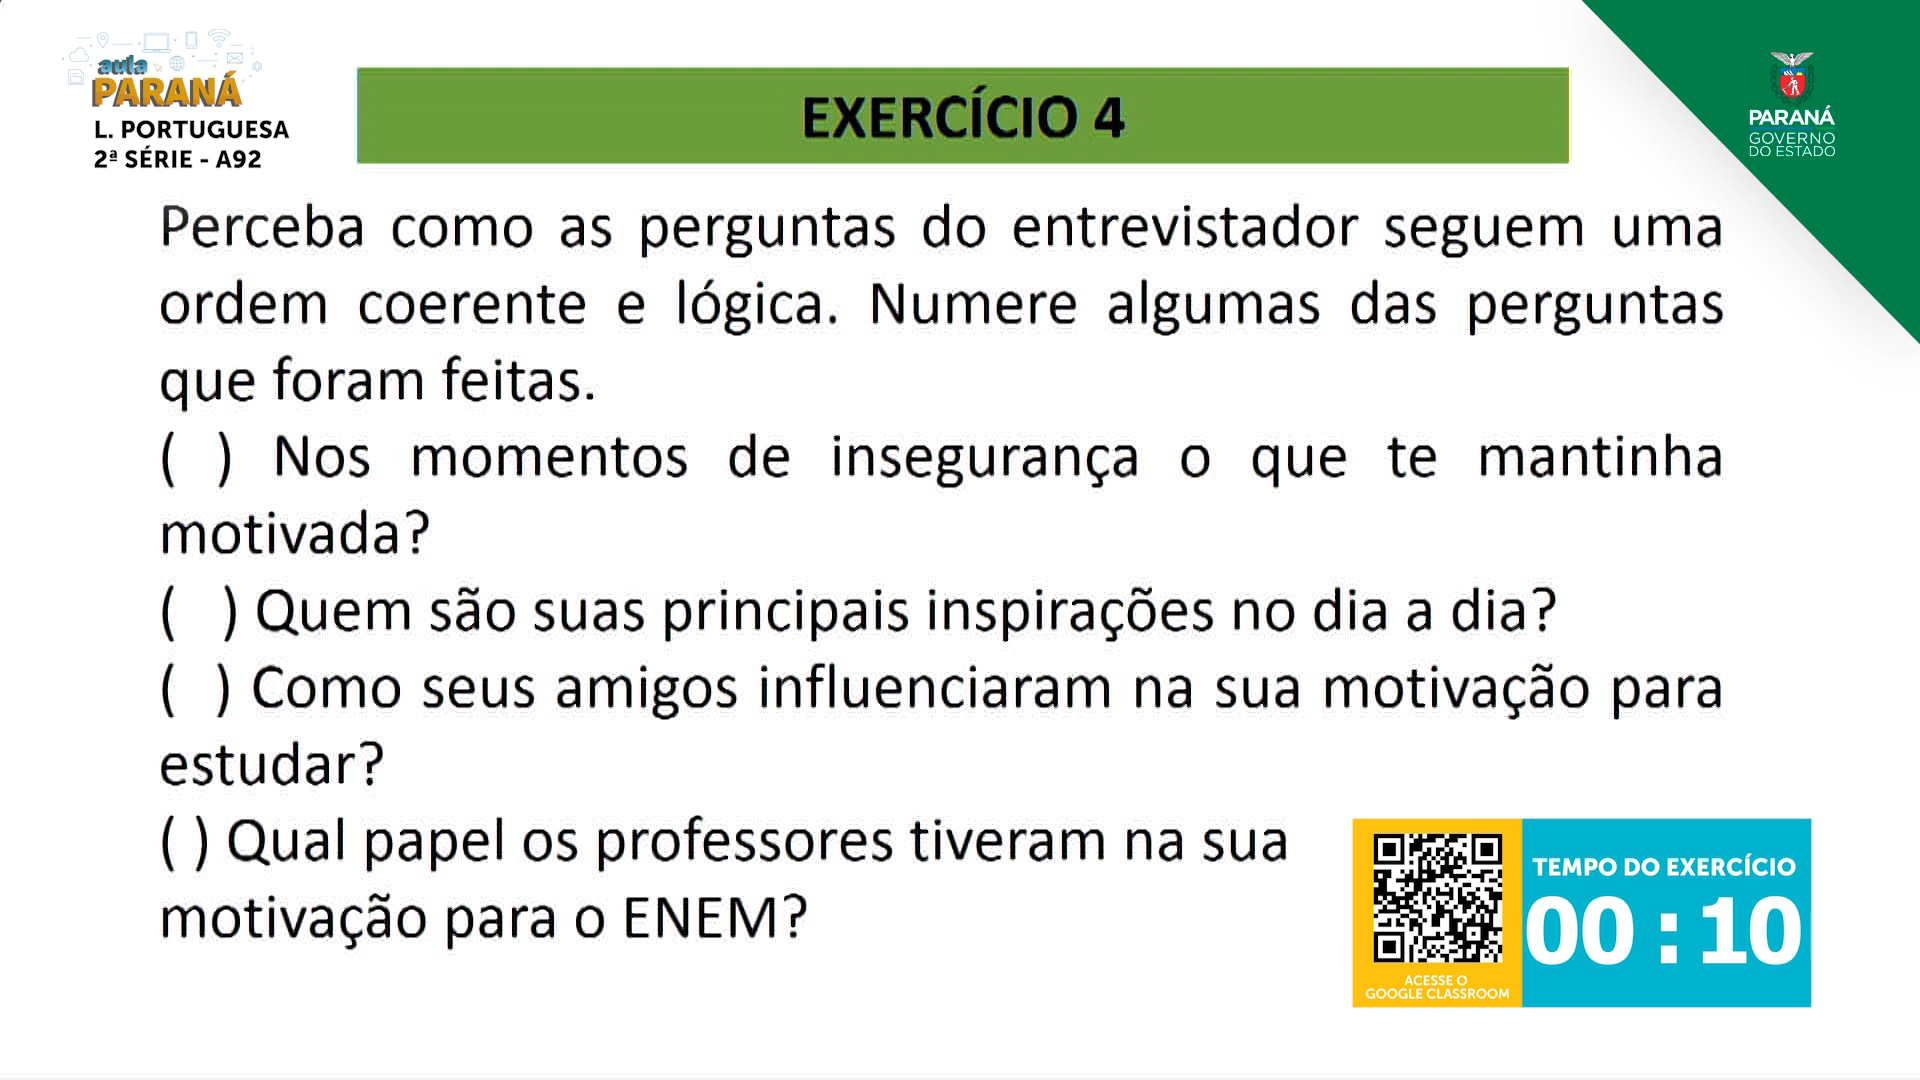 aula
PARANÁ
L. PORTUGUESA
2ª SÉRIE - A92
EXERCÍCIO 4
PARANÁ
GOVERNO
DO ESTADO
Perceba como as perguntas do entrevistador seguem uma
ordem coerente e lógica. Numere algumas das perguntas
que foram feitas.
( ) Nos momentos de insegurança o que te mantinha
motivada?
( ) Quem são suas principais inspirações no dia a dia?
( ) Como seus amigos influenciaram na sua motivação para
estudar?
( ) Qual papel os professores tiveram na sua
motivação para o ENEM?
ACESSE O
GOOGLE CLASSROOM
TEMPO DO EXERCÍCIO
00 : 10